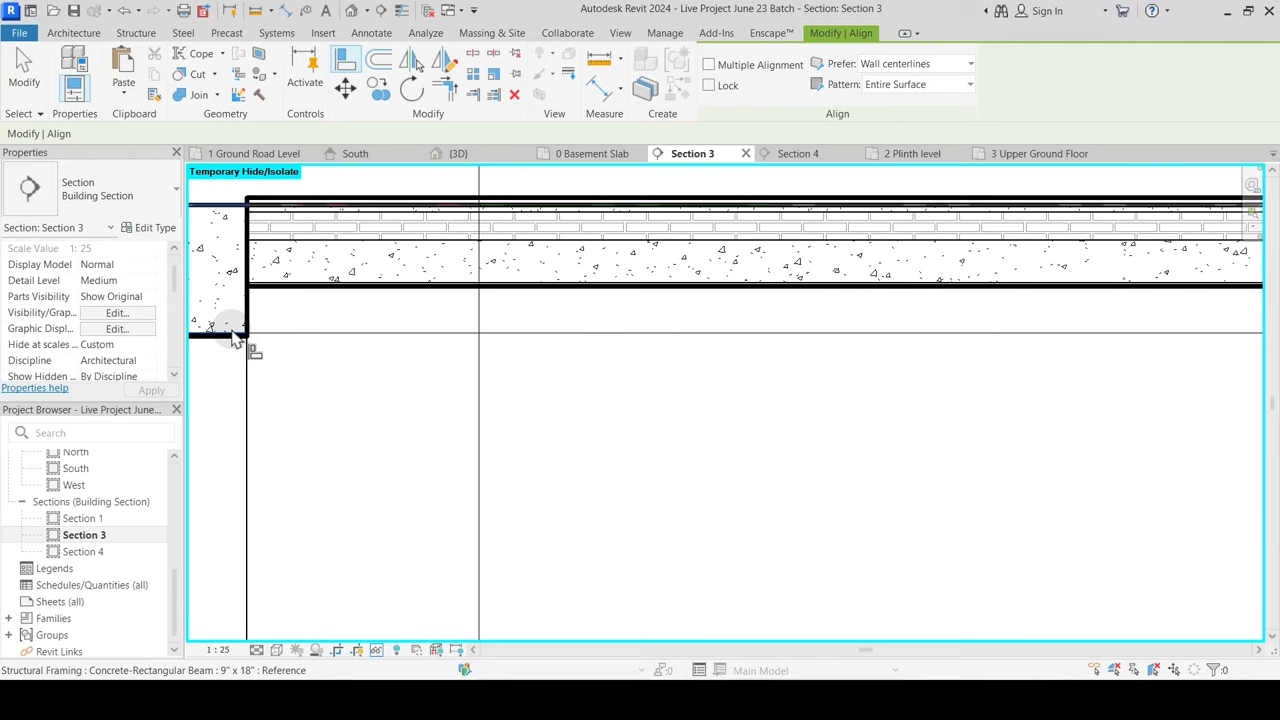 Autodesk Revit 2024 - Live Project June 23 Batch - Section: Section 3
Sign In
File
Architecture
Structure
Steel
Precast
Systems
Insert
Annotate
Analyze
Massing & Site
Collaborate
View
Manage
Add-Ins
Enscape™
Modify | Align
Modify
Paste
Cope
Cut
Join
Activate
Multiple Alignment
Prefer: Wall centerlines
Lock
Pattern: Entire Surface
Select
Properties
Clipboard
Geometry
Controls
Modify
View
Measure
Create
Align
Modify | Align
Properties
1 Ground Road Level
South
{3D}
0 Basement Slab
Section 3
Section 4
2 Plinth level
3 Upper Ground Floor
Temporary Hide/Isolate
Section
Building Section
Section: Section 3
Edit Type
Scale Value 1: 25
Display Model Normal
Detail Level Medium
Parts Visibility Show Original
Visibility/Grap... Edit...
Graphic Displ... Edit...
Hide at scales ... Custom
Discipline Architectural
Show Hidden ... By Discipline
Properties help
Apply
Project Browser - Live Project June...
Search
North
South
West
Sections (Building Section)
Section 1
Section 3
Section 4
Legends
Schedules/Quantities (all)
Sheets (all)
Families
Groups
Revit Links
1 : 25
Structural Framing : Concrete-Rectangular Beam : 9" x 18" : Reference
:0
Main Model
:0